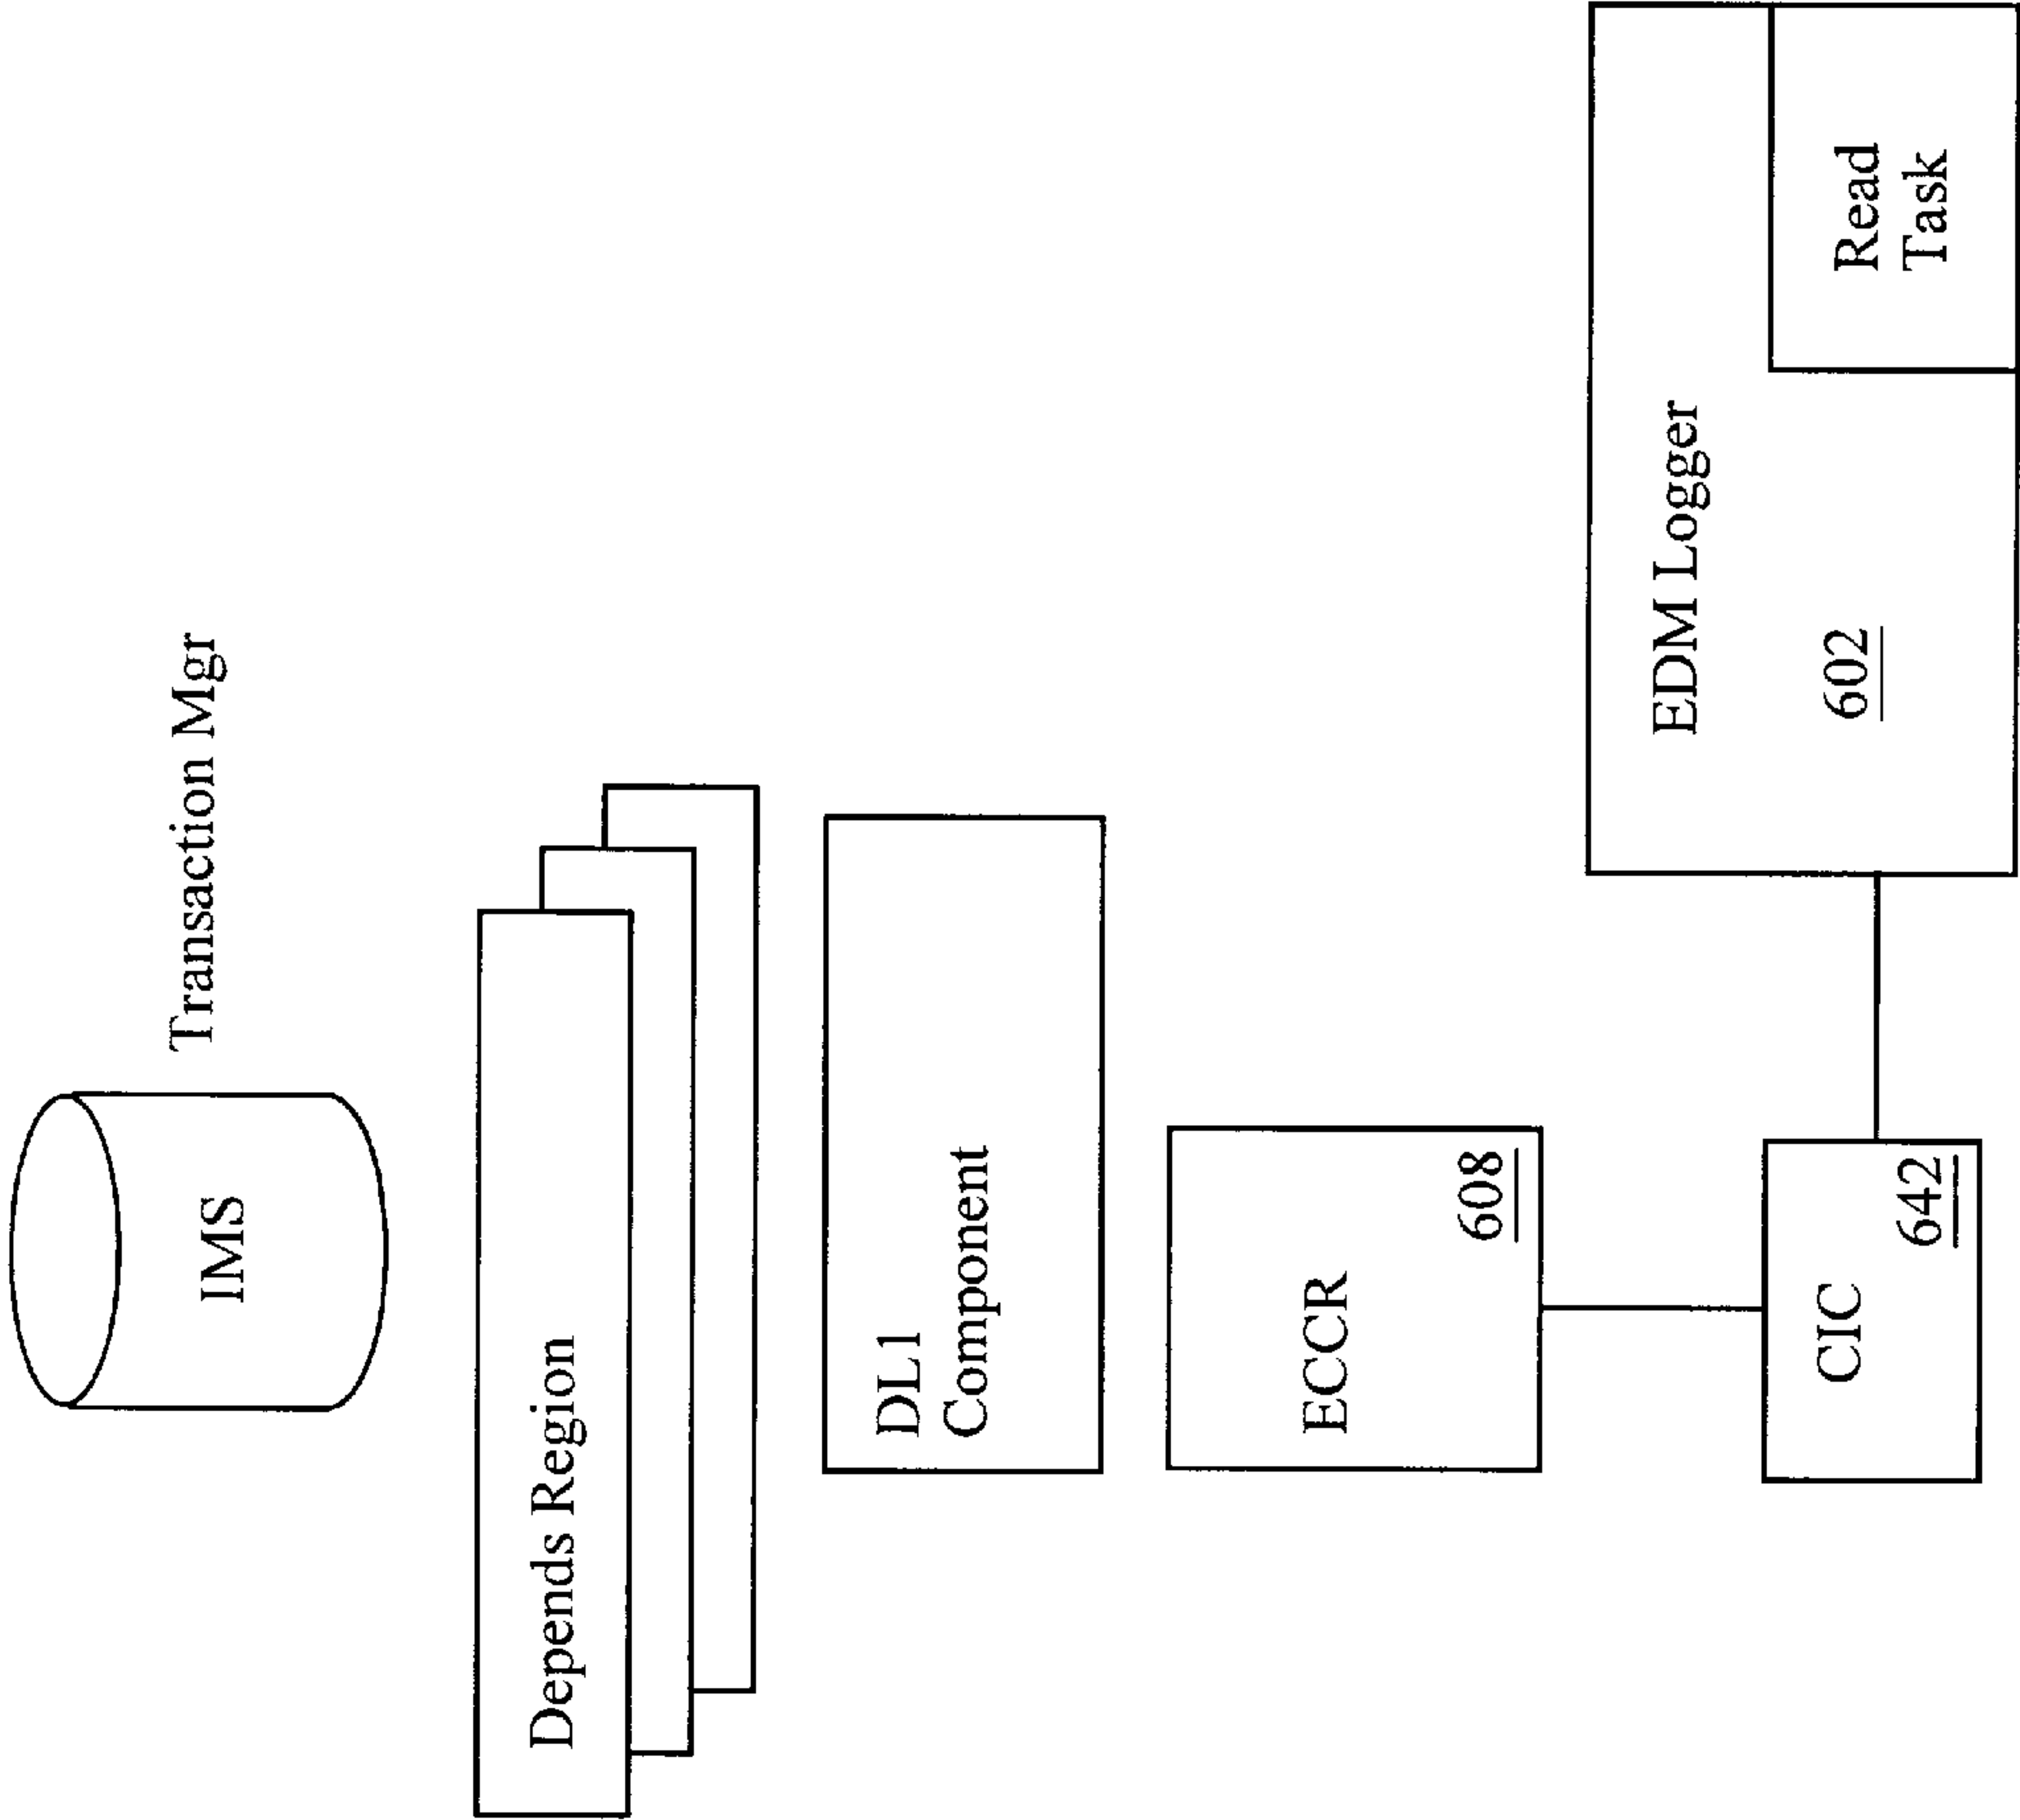 IMS
Transaction Mgr
Depends Region
DL1
Component
ECCR
608
CIC
642
EDM Logger
602
Read
Task